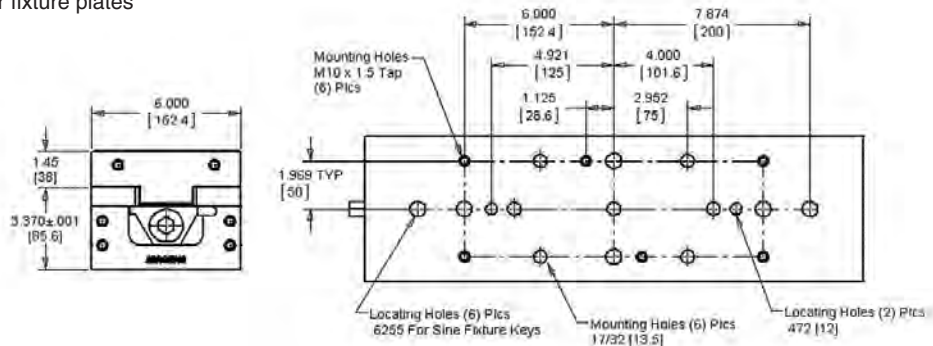 r fixture plates
6.000
[152.4]
7.874
[200]
Mounting Holes
M10 x 1.5 Tap
(6) Plcs
4.921
[125]
4.000
[101.6]
6.000
[162.4]
1.125
[28.6]
2.952
[75]
1.45
[38]
1.969 TYP
[50]
3.370±.001
[85.6]
Locating Holes (6) Plcs
6255 For Sine Fixture Keys
Mounting Holes (6) Plcs
17/32 [13.5]
Locating Holes (2) Plcs
472 [12]